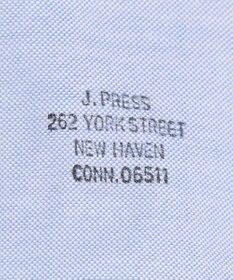 J. PRESS
262 YORK STREET
NEW HAVEN
CONN. 06511